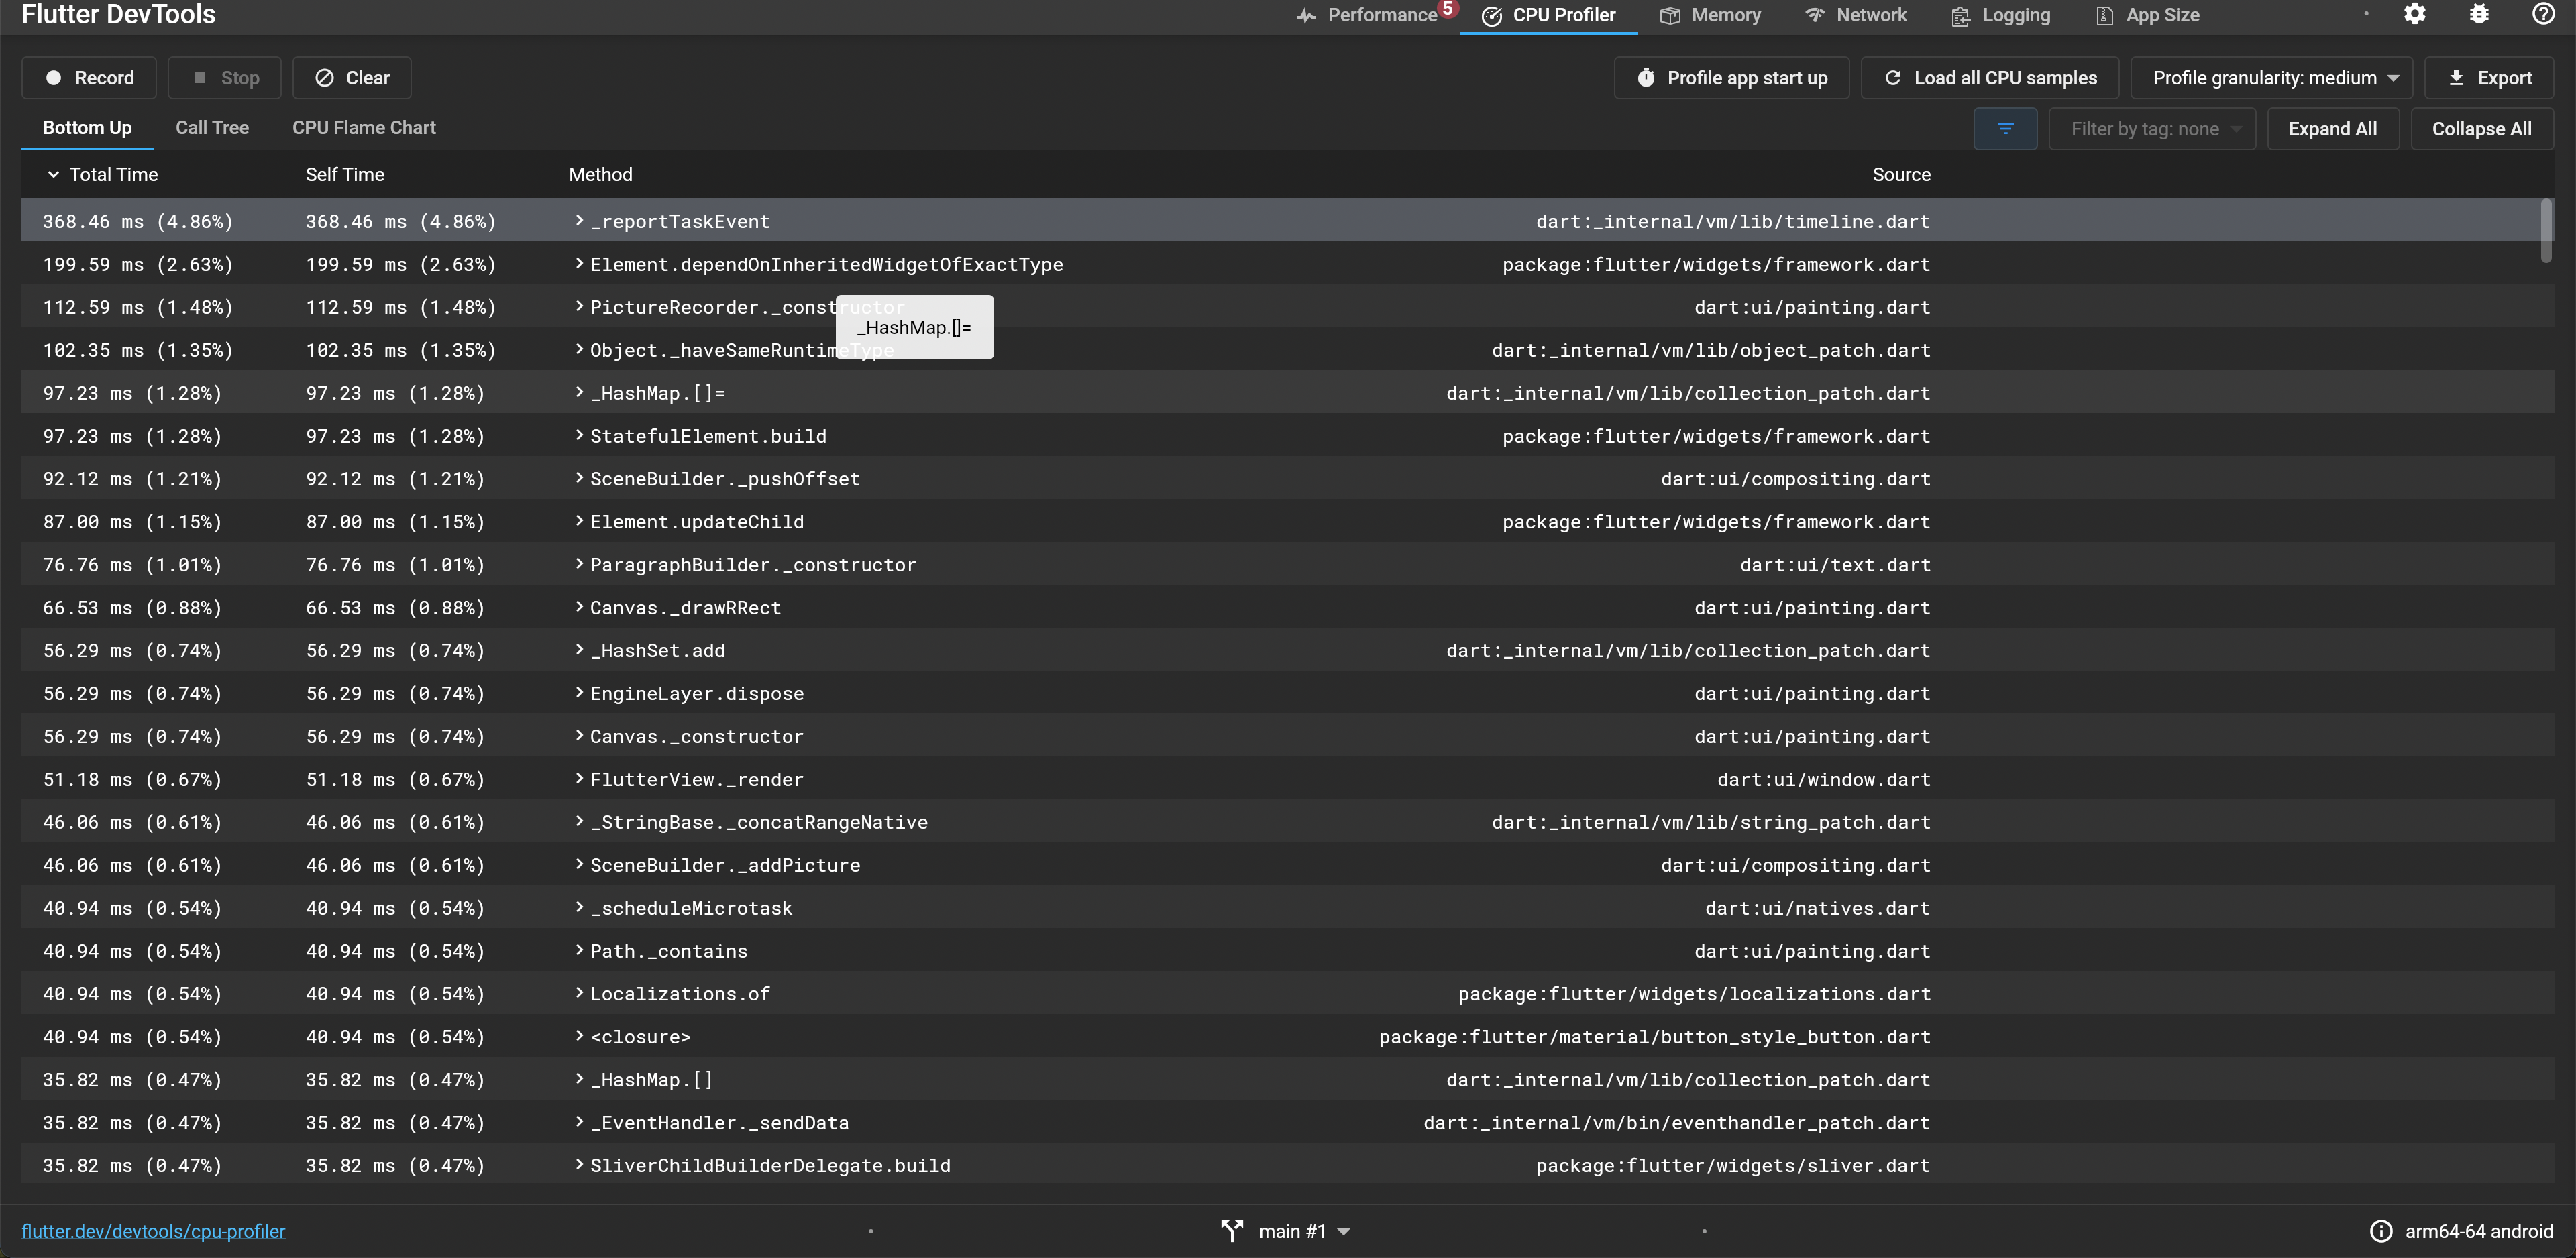 Flutter DevTools
Performance 5 CPU Profiler Memory Network Logging App Size
Record Stop Clear Profile app start up Load all CPU samples Profile granularity: medium Export
Bottom Up Call Tree CPU Flame Chart Filter by tag: none Expand All Collapse All
Total Time Self Time Method Source
368.46 ms (4.86%) 368.46 ms (4.86%) _reportTaskEvent dart:_internal/vm/lib/timeline.dart
199.59 ms (2.63%) 199.59 ms (2.63%) Element.dependOnInheritedWidgetOfExactType package:flutter/widgets/framework.dart
112.59 ms (1.48%) 112.59 ms (1.48%) PictureRecorder._constructor dart:ui/painting.dart
_HashMap.[]=
102.35 ms (1.35%) 102.35 ms (1.35%) Object._haveSameRuntimeType dart:_internal/vm/lib/object_patch.dart
97.23 ms (1.28%) 97.23 ms (1.28%) _HashMap.[]= dart:_internal/vm/lib/collection_patch.dart
97.23 ms (1.28%) 97.23 ms (1.28%) StatefulElement.build package:flutter/widgets/framework.dart
92.12 ms (1.21%) 92.12 ms (1.21%) SceneBuilder._pushOffset dart:ui/compositing.dart
87.00 ms (1.15%) 87.00 ms (1.15%) Element.updateChild package:flutter/widgets/framework.dart
76.76 ms (1.01%) 76.76 ms (1.01%) ParagraphBuilder._constructor dart:ui/text.dart
66.53 ms (0.88%) 66.53 ms (0.88%) Canvas._drawRRect dart:ui/painting.dart
56.29 ms (0.74%) 56.29 ms (0.74%) _HashSet.add dart:_internal/vm/lib/collection_patch.dart
56.29 ms (0.74%) 56.29 ms (0.74%) EngineLayer.dispose dart:ui/painting.dart
56.29 ms (0.74%) 56.29 ms (0.74%) Canvas._constructor dart:ui/painting.dart
51.18 ms (0.67%) 51.18 ms (0.67%) FlutterView._render dart:ui/window.dart
46.06 ms (0.61%) 46.06 ms (0.61%) _StringBase._concatRangeNative dart:_internal/vm/lib/string_patch.dart
46.06 ms (0.61%) 46.06 ms (0.61%) SceneBuilder._addPicture dart:ui/compositing.dart
40.94 ms (0.54%) 40.94 ms (0.54%) _scheduleMicrotask dart:ui/natives.dart
40.94 ms (0.54%) 40.94 ms (0.54%) Path._contains dart:ui/painting.dart
40.94 ms (0.54%) 40.94 ms (0.54%) Localizations.of package:flutter/widgets/localizations.dart
40.94 ms (0.54%) 40.94 ms (0.54%) <closure> package:flutter/material/button_style_button.dart
35.82 ms (0.47%) 35.82 ms (0.47%) _HashMap.[] dart:_internal/vm/lib/collection_patch.dart
35.82 ms (0.47%) 35.82 ms (0.47%) _EventHandler._sendData dart:_internal/vm/bin/eventhandler_patch.dart
35.82 ms (0.47%) 35.82 ms (0.47%) SliverChildBuilderDelegate.build package:flutter/widgets/sliver.dart
flutter.dev/devtools/cpu-profiler main #1 arm64-64 android